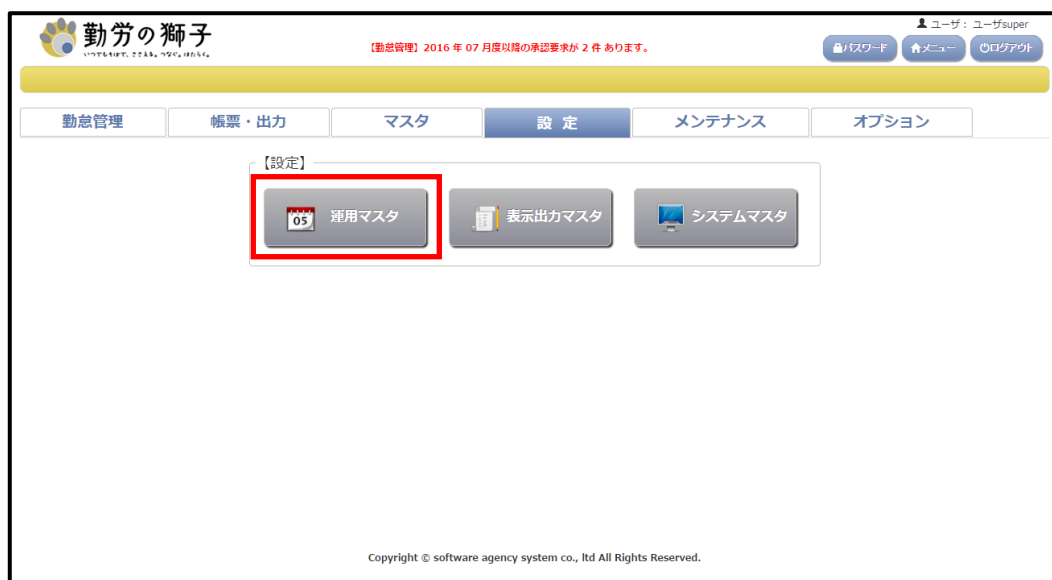 ユーザ： ユーザsuper
勤労の獅子
いつでもそばで、ささえる。つなぐ。はたらく。
【勤怠管理】2016 年 07 月度以降の承認要求が 2 件 あります。
パスワード メニュー ログアウト
勤怠管理 帳票・出力 マスタ 設 定 メンテナンス オプション
【設定】
05 運用マスタ 表示出力マスタ システムマスタ
Copyright © software agency system co., ltd All Rights Reserved.